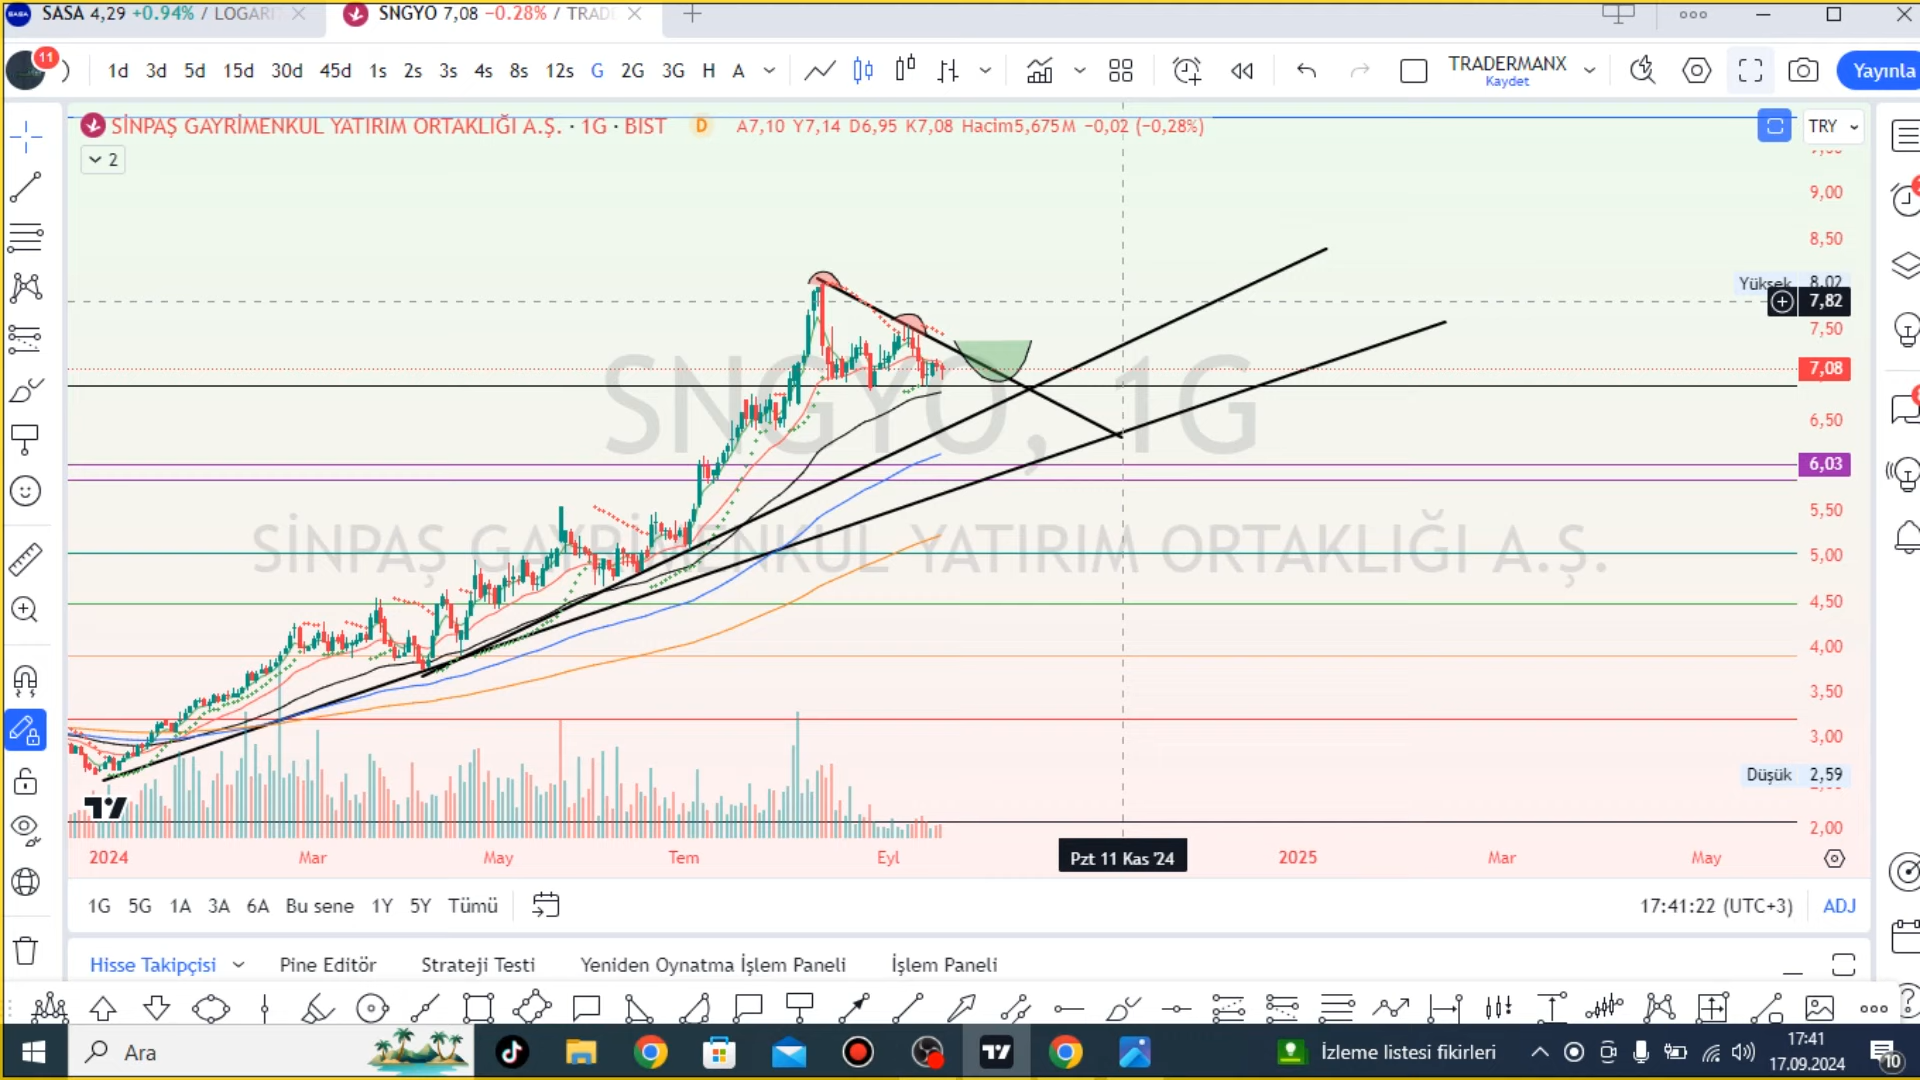 SASA 4,29 +0.94% / LOGARI
SNGYO 7,08 −0.28% / TRAD
11
1d 3d 5d 15d 30d 45d 1s 2s 3s 4s 8s 12s G 2G 3G H A
TRADERMANX
Kaydet
Yayınla
SİNPAŞ GAYRİMENKUL YATIRIM ORTAKLIĞI A.Ş. · 1G · BIST
D
A7,10 Y7,14 D6,95 K7,08 Hacim5,675M −0,02 (−0,28%)
TRY
2
9,00
8,50
Yüksek 8,02
7,82
7,50
7,08
6,50
6,03
5,50
5,00
4,50
4,00
3,50
3,00
Düşük 2,59
2,00
SNGYO, 1G
SİNPAŞ GAYRİMENKUL YATIRIM ORTAKLIĞI A.Ş.
2024 Mar May Tem Eyl Pzt 11 Kas '24 2025 Mar May
1G 5G 1A 3A 6A Bu sene 1Y 5Y Tümü
17:41:22 (UTC+3) ADJ
Hisse Takipçisi Pine Editör Strateji Testi Yeniden Oynatma İşlem Paneli İşlem Paneli
Ara
İzleme listesi fikirleri
17:41
17.09.2024
10